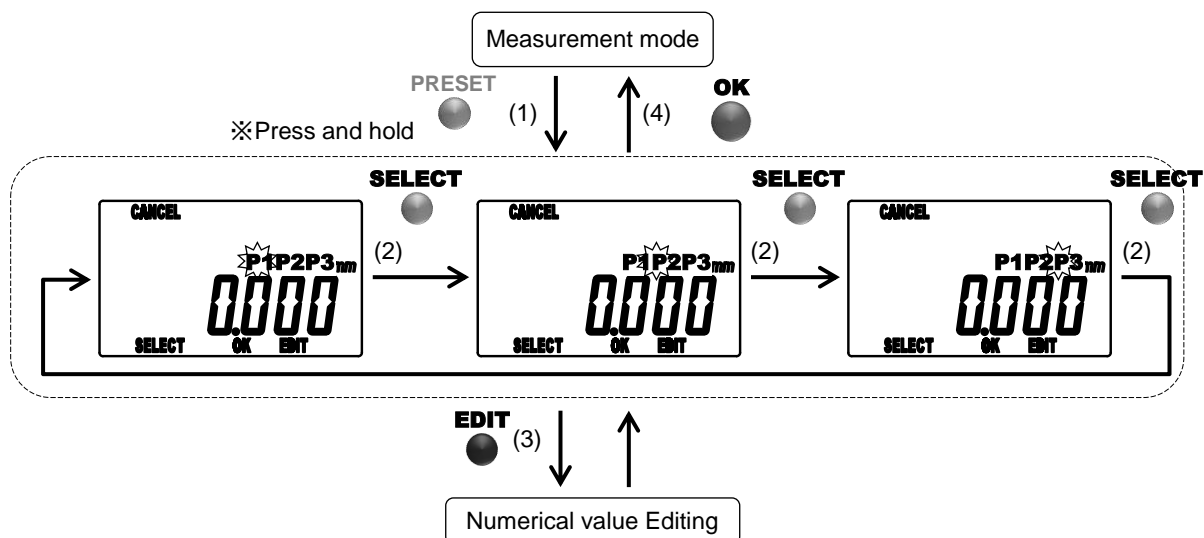 Measurement mode
PRESET
(1)
(4)
OK
※Press and hold
SELECT
SELECT
SELECT
CANCEL
P1P2P3mm
0.000
SELECT OK EDIT
(2)
CANCEL
P1P2P3mm
0.000
SELECT OK EDIT
(2)
CANCEL
P1P2P3mm
0.000
SELECT OK EDIT
(2)
EDIT
(3)
Numerical value Editing